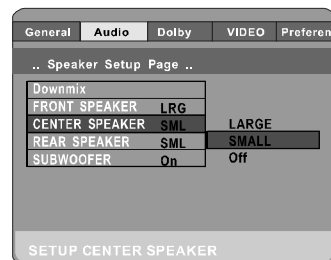 General Audio Dolby VIDEO Preferen
.. Speaker Setup Page ..
Downmix
FRONT SPEAKER LRG
CENTER SPEAKER SML LARGE
REAR SPEAKER SML SMALL
SUBWOOFER On Off
SETUP CENTER SPEAKER